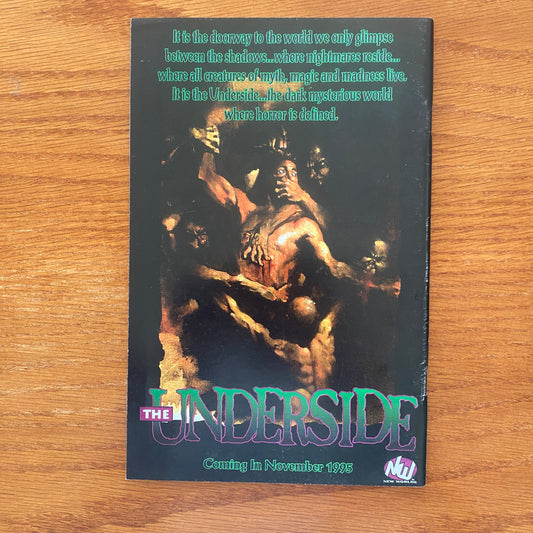 It is the doorway to the world we only glimpse
between the shadows...where nightmares reside...
where all creatures of myth, magic and madness live.
It is the Underside...the dark mysterious world
where horror is defined.
THE UNDERSIDE
Coming In November 1995
NW
NEW WORLDS